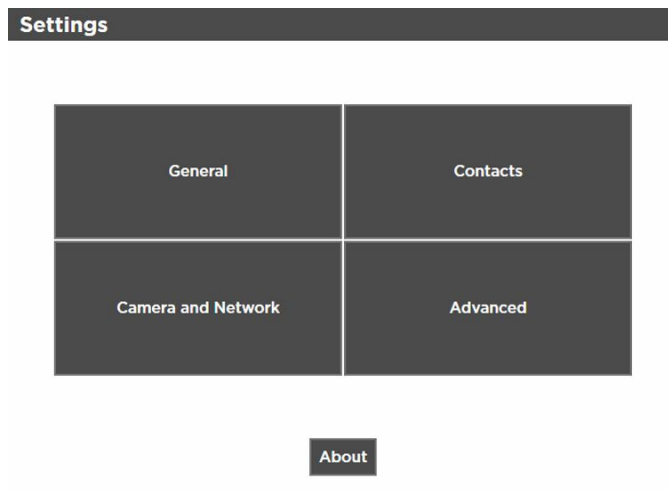 Settings
General
Contacts
Camera and Network
Advanced
About